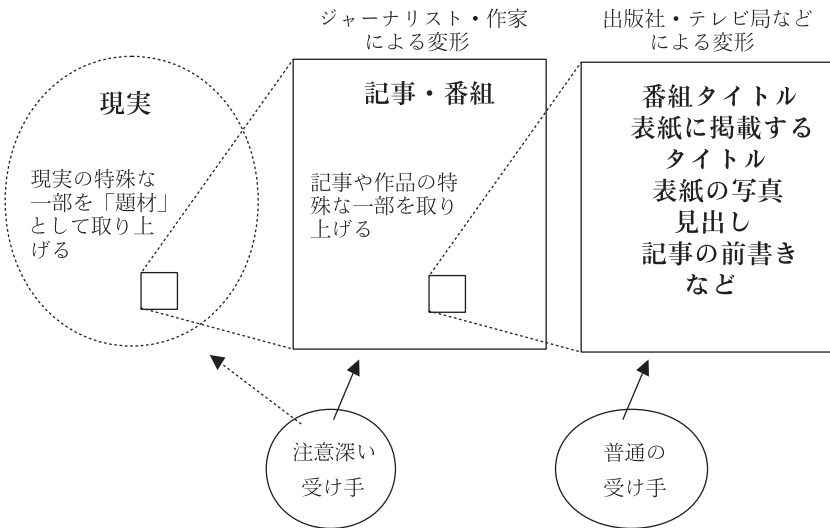 ジャーナリスト・作家
による変形
出版社・テレビ局など
による変形
現実
現実の特殊な
一部を「題材」
として取り上
げる
記事・番組
記事や作品の特
殊な一部を取り
上げる
番組タイトル
表紙に掲載する
タイトル
表紙の写真
見出し
記事の前書き
など
注意深い
受け手
普通の
受け手